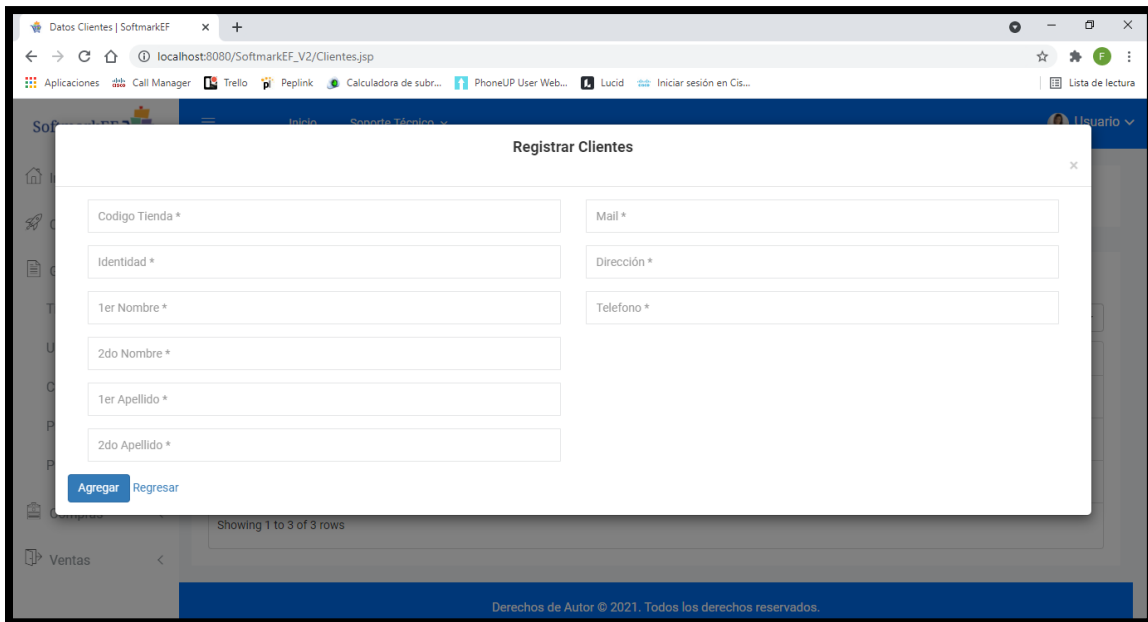 Datos Clientes | SoftmarkEF
localhost:8080/SoftmarkEF_V2/Clientes.jsp
Aplicaciones Call Manager Trello Peplink Calculadora de subr... PhoneUP User Web... Lucid Iniciar sesión en Cis... Lista de lectura
Inicio Soporte Técnico Usuario
Registrar Clientes
×
Codigo Tienda * Mail *
Identidad * Dirección *
1er Nombre * Telefono *
2do Nombre *
1er Apellido *
2do Apellido *
Agregar Regresar
Compras
Showing 1 to 3 of 3 rows
Ventas
Derechos de Autor © 2021. Todos los derechos reservados.